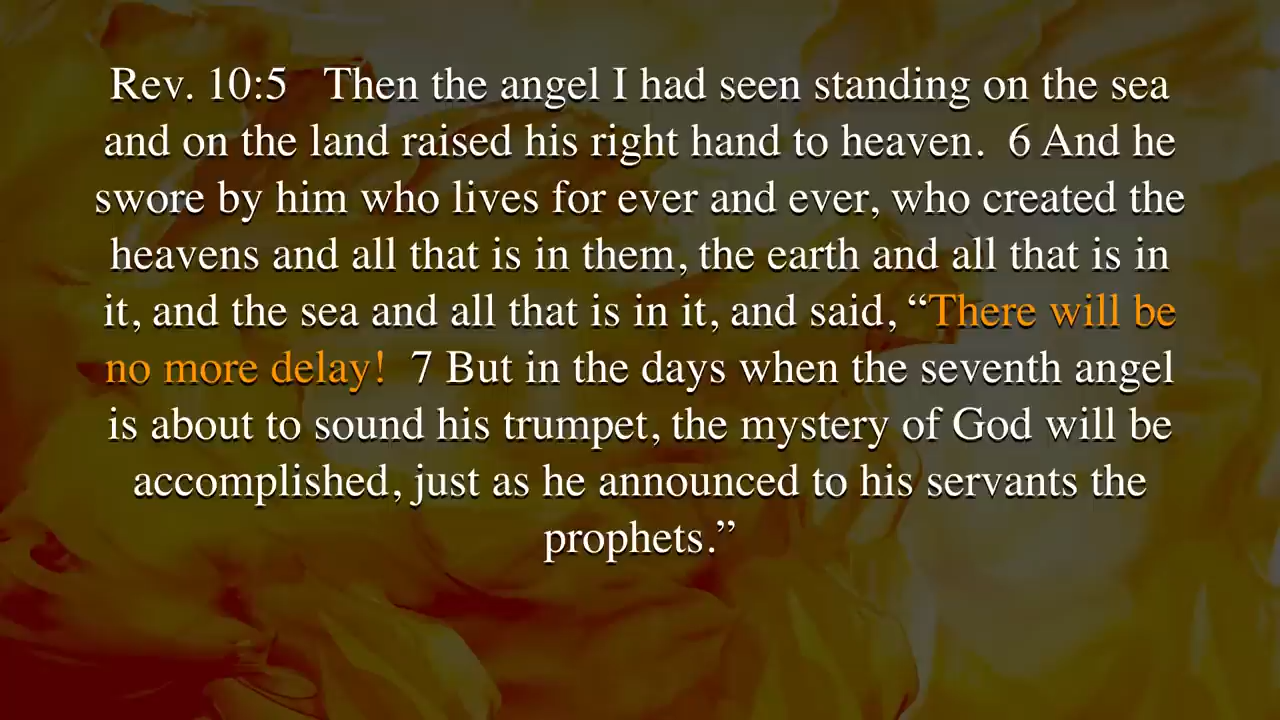 Rev. 10:5   Then the angel I had seen standing on the sea
and on the land raised his right hand to heaven.  6 And he
swore by him who lives for ever and ever, who created the
heavens and all that is in them, the earth and all that is in
it, and the sea and all that is in it, and said, “There will be
no more delay!  7 But in the days when the seventh angel
is about to sound his trumpet, the mystery of God will be
accomplished, just as he announced to his servants the
prophets.”